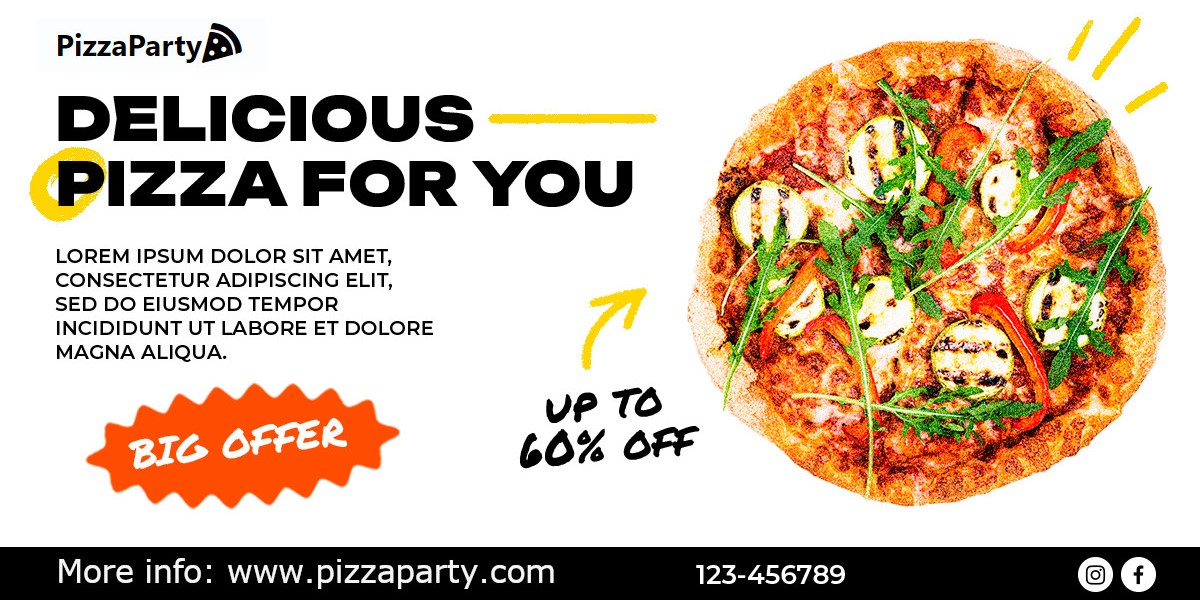 PizzaParty
DELICIOUS
PIZZA FOR YOU
LOREM IPSUM DOLOR SIT AMET,
CONSECTETUR ADIPISCING ELIT,
SED DO EIUSMOD TEMPOR
INCIDIDUNT UT LABORE ET DOLORE
MAGNA ALIQUA.
BIG OFFER
UP TO
60% OFF
More info: www.pizzaparty.com
123-456789